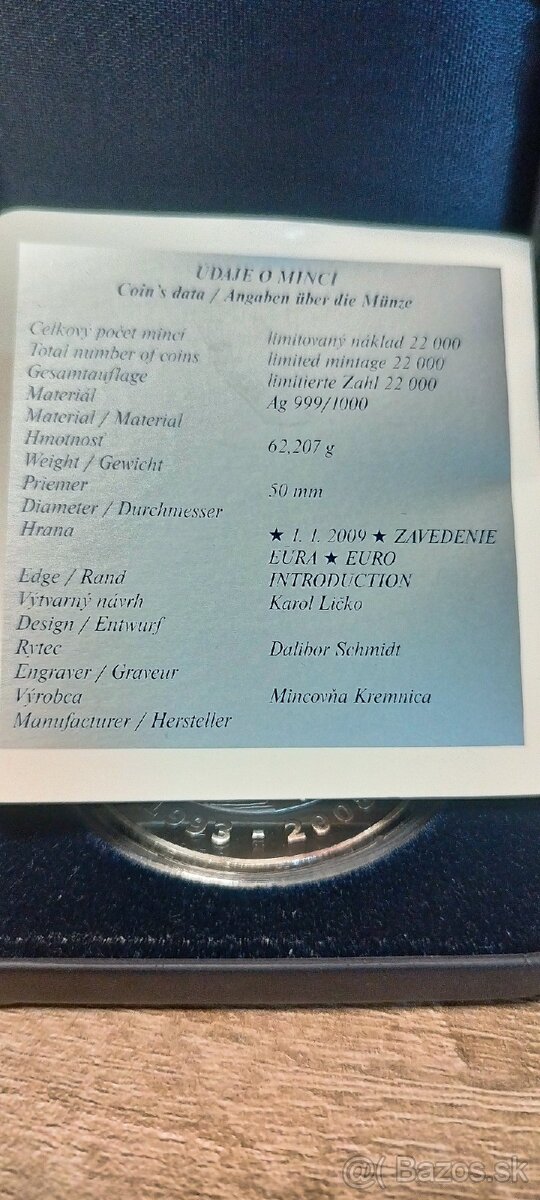 ÚDAJE O MINCI
Coin's data / Angaben über die Münze
Celkový počet mincí
Total number of coins
Gesamtauflage
Materiál
Material / Material
Hmotnosť
Weight / Gewicht
Priemer
Diameter / Durchmesser
Hrana
Edge / Rand
Výtvarný návrh
Design / Entwurf
Rytec
Engraver / Graveur
Výrobca
Manufacturer / Hersteller
limitovaný náklad 22 000
limited mintage 22 000
limitierte Zahl 22 000
Ag 999/1000
62,207 g
50 mm
★ 1. 1. 2009 ★ ZAVEDENIE
EURA ★ EURO
INTRODUCTION
Karol Ličko
Dalibor Schmidt
Mincovňa Kremnica
1993 - 2008
@( Bazos.sk